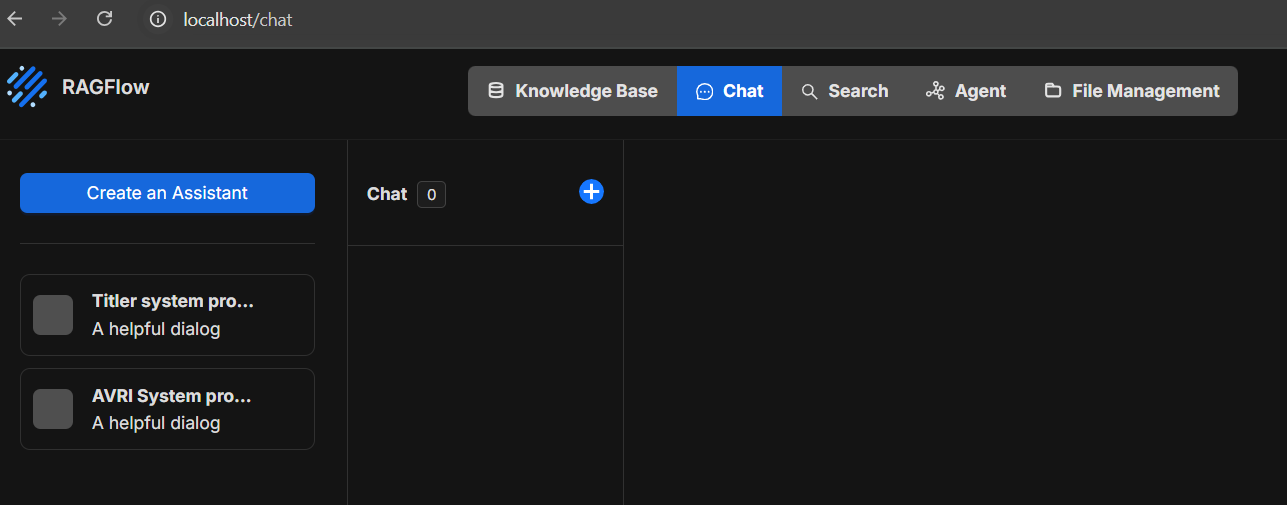 localhost/chat
RAGFlow
Knowledge Base
Chat
Search
Agent
File Management
Create an Assistant
Chat 0
Titler system pro...
A helpful dialog
AVRI System pro...
A helpful dialog